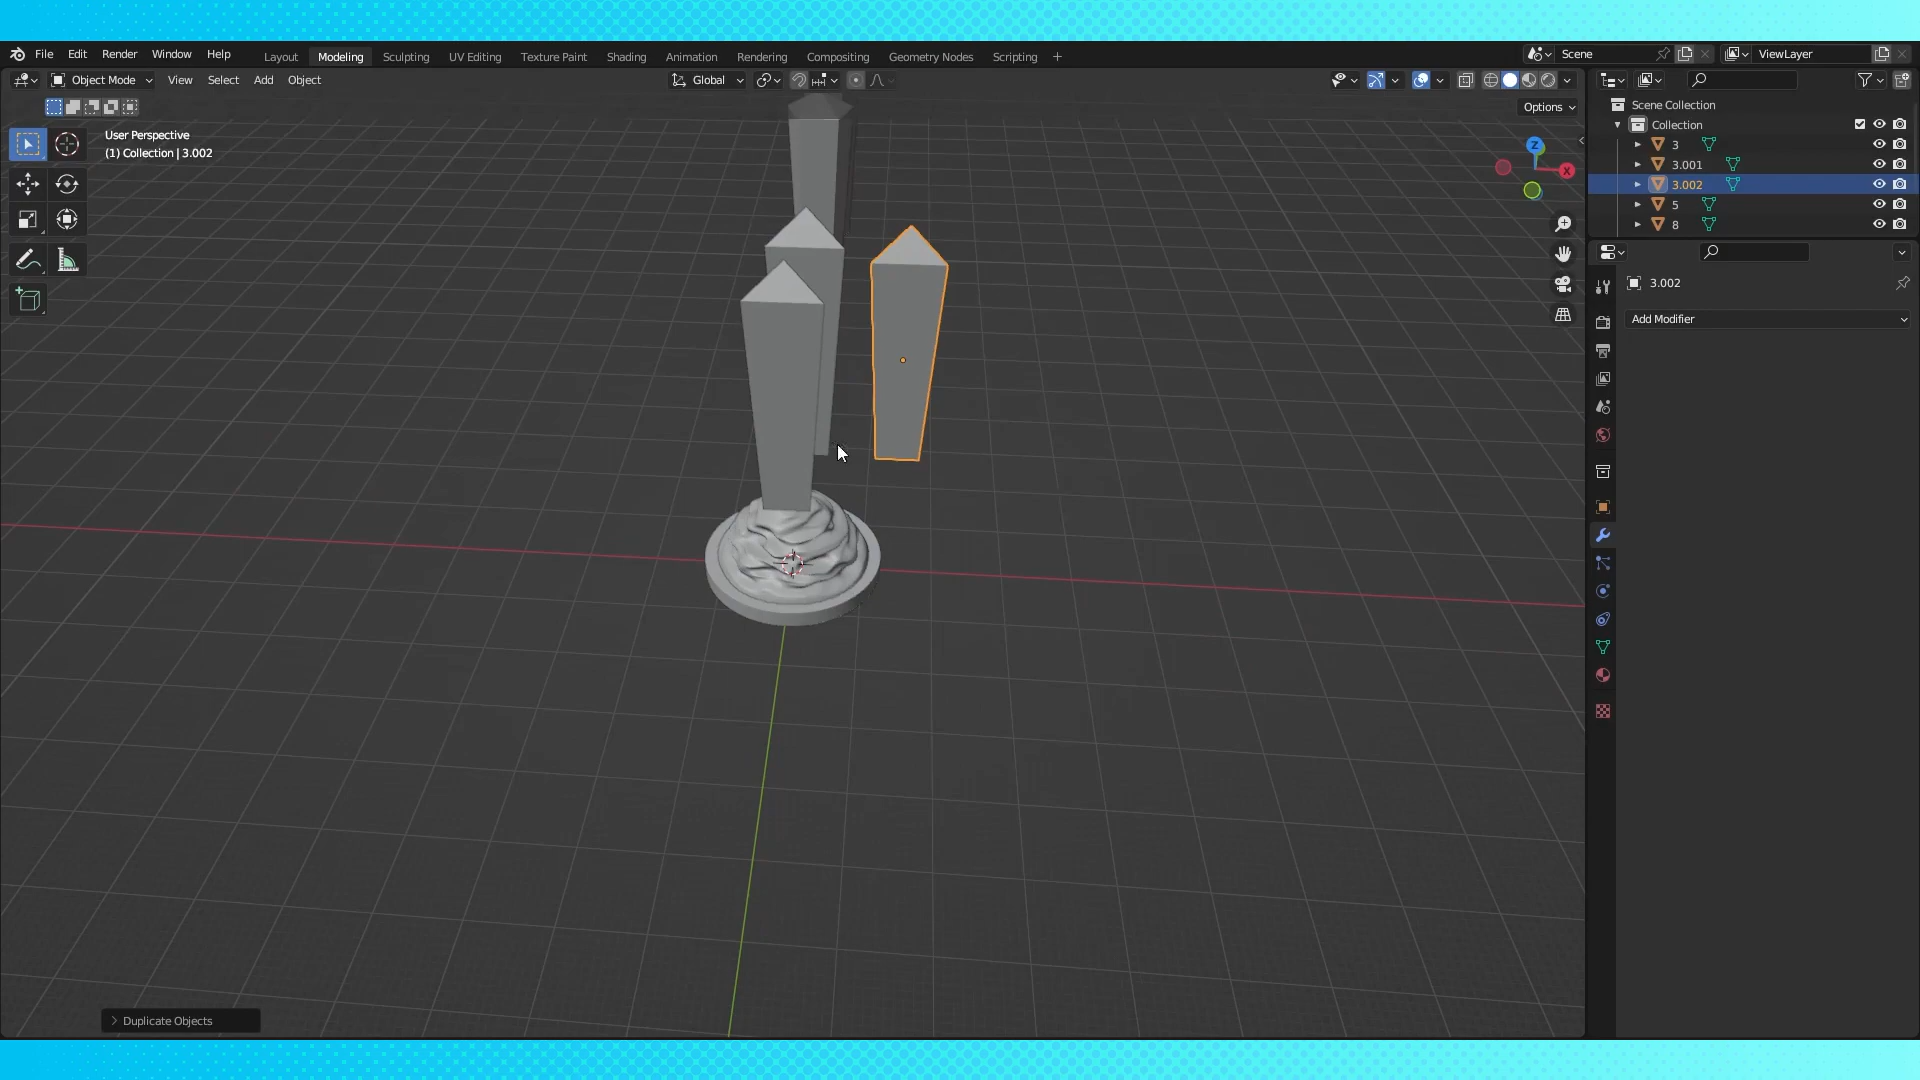 File Edit Render Window Help Layout Modeling Sculpting UV Editing Texture Paint Shading Animation Rendering Compositing Geometry Nodes Scripting + Scene ViewLayer
Object Mode View Select Add Object Global
Options
User Perspective
(1) Collection | 3.002
Z
X
Scene Collection
Collection
3
3.001
3.002
5
8
3.002
Add Modifier
Duplicate Objects